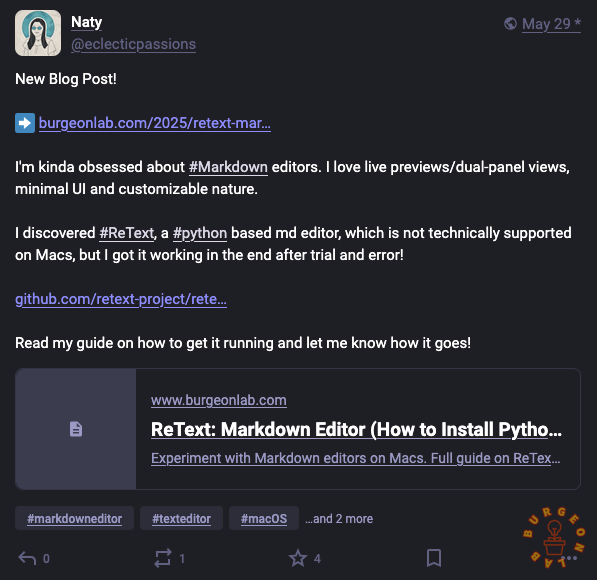 Naty
May 29 *
@eclecticpassions
New Blog Post!
burgeonlab.com/2025/retext-mar...
I'm kinda obsessed about #Markdown editors. I love live previews/dual-panel views,
minimal UI and customizable nature.
I discovered #ReText, a #python based md editor, which is not technically supported
on Macs, but I got it working in the end after trial and error!
github.com/retext-project/rete...
Read my guide on how to get it running and let me know how it goes!
www.burgeonlab.com
ReText: Markdown Editor (How to Install Pytho...
Experiment with Markdown editors on Macs. Full guide on ReTex...
#markdowneditor #texteditor #macOS ...and 2 more
BURGEON
LAB
0 1 4